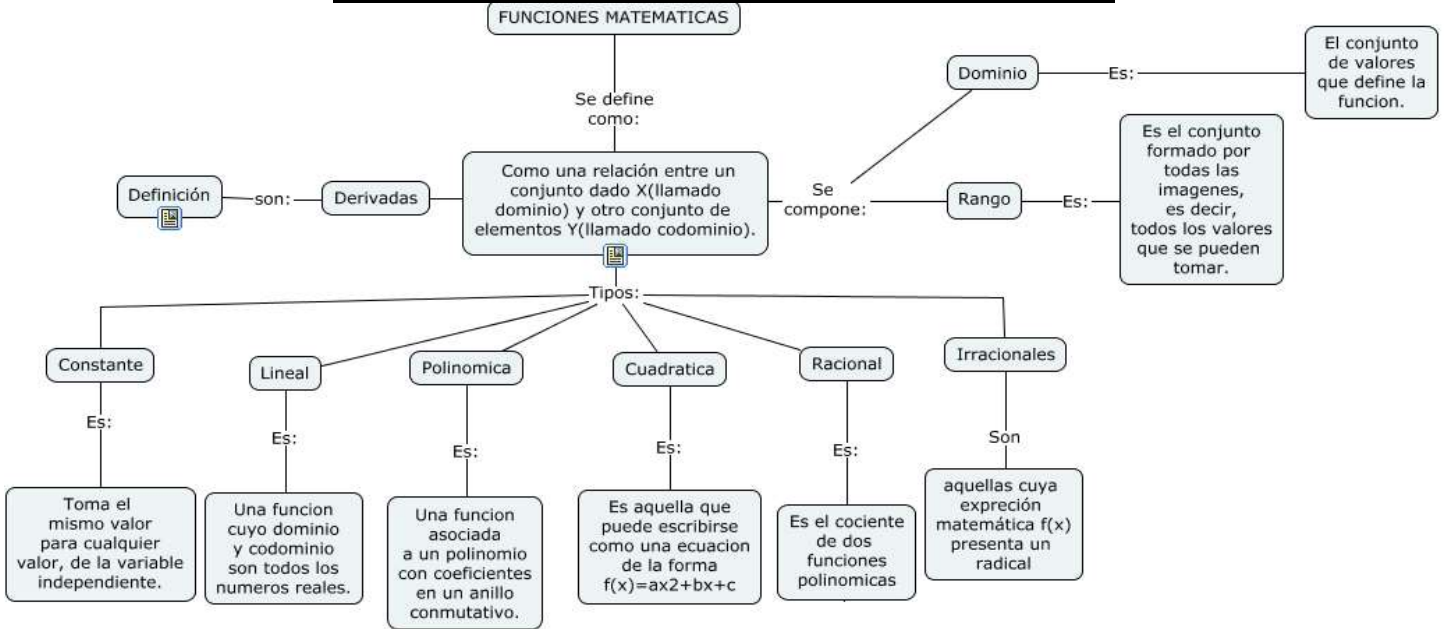 FUNCIONES MATEMATICAS
Se define
como:
Como una relación entre un
conjunto dado X(llamado
dominio) y otro conjunto de
elementos Y(llamado codominio).
Derivadas
son:
Definición
Se
compone:
Dominio
Es:
El conjunto
de valores
que define la
funcion.
Rango
Es:
Es el conjunto
formado por
todas las
imagenes,
es decir,
todos los valores
que se pueden
tomar.
Tipos:
Constante
Es:
Toma el
mismo valor
para cualquier
valor, de la variable
independiente.
Lineal
Es:
Una funcion
cuyo dominio
y codominio
son todos los
numeros reales.
Polinomica
Es:
Una funcion
asociada
a un polinomio
con coeficientes
en un anillo
conmutativo.
Cuadratica
Es:
Es aquella que
puede escribirse
como una ecuacion
de la forma
f(x)=ax2+bx+c
Racional
Es:
Es el cociente
de dos
funciones
polinomicas
Irracionales
Son
aquellas cuya
expreción
matemática f(x)
presenta un
radical